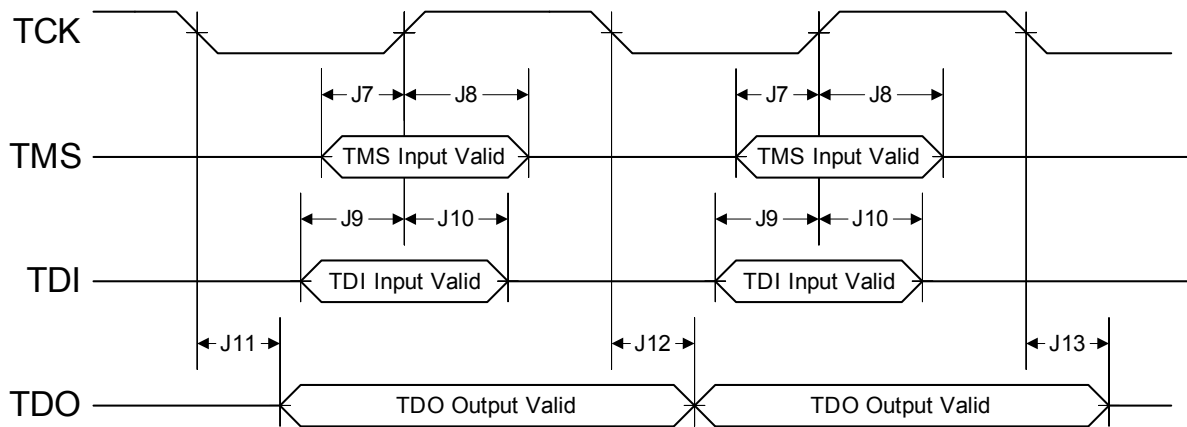 TCK
J7 J8 J7 J8
TMS TMS Input Valid TMS Input Valid
J9 J10 J9 J10
TDI TDI Input Valid TDI Input Valid
J11 J12 J13
TDO TDO Output Valid TDO Output Valid